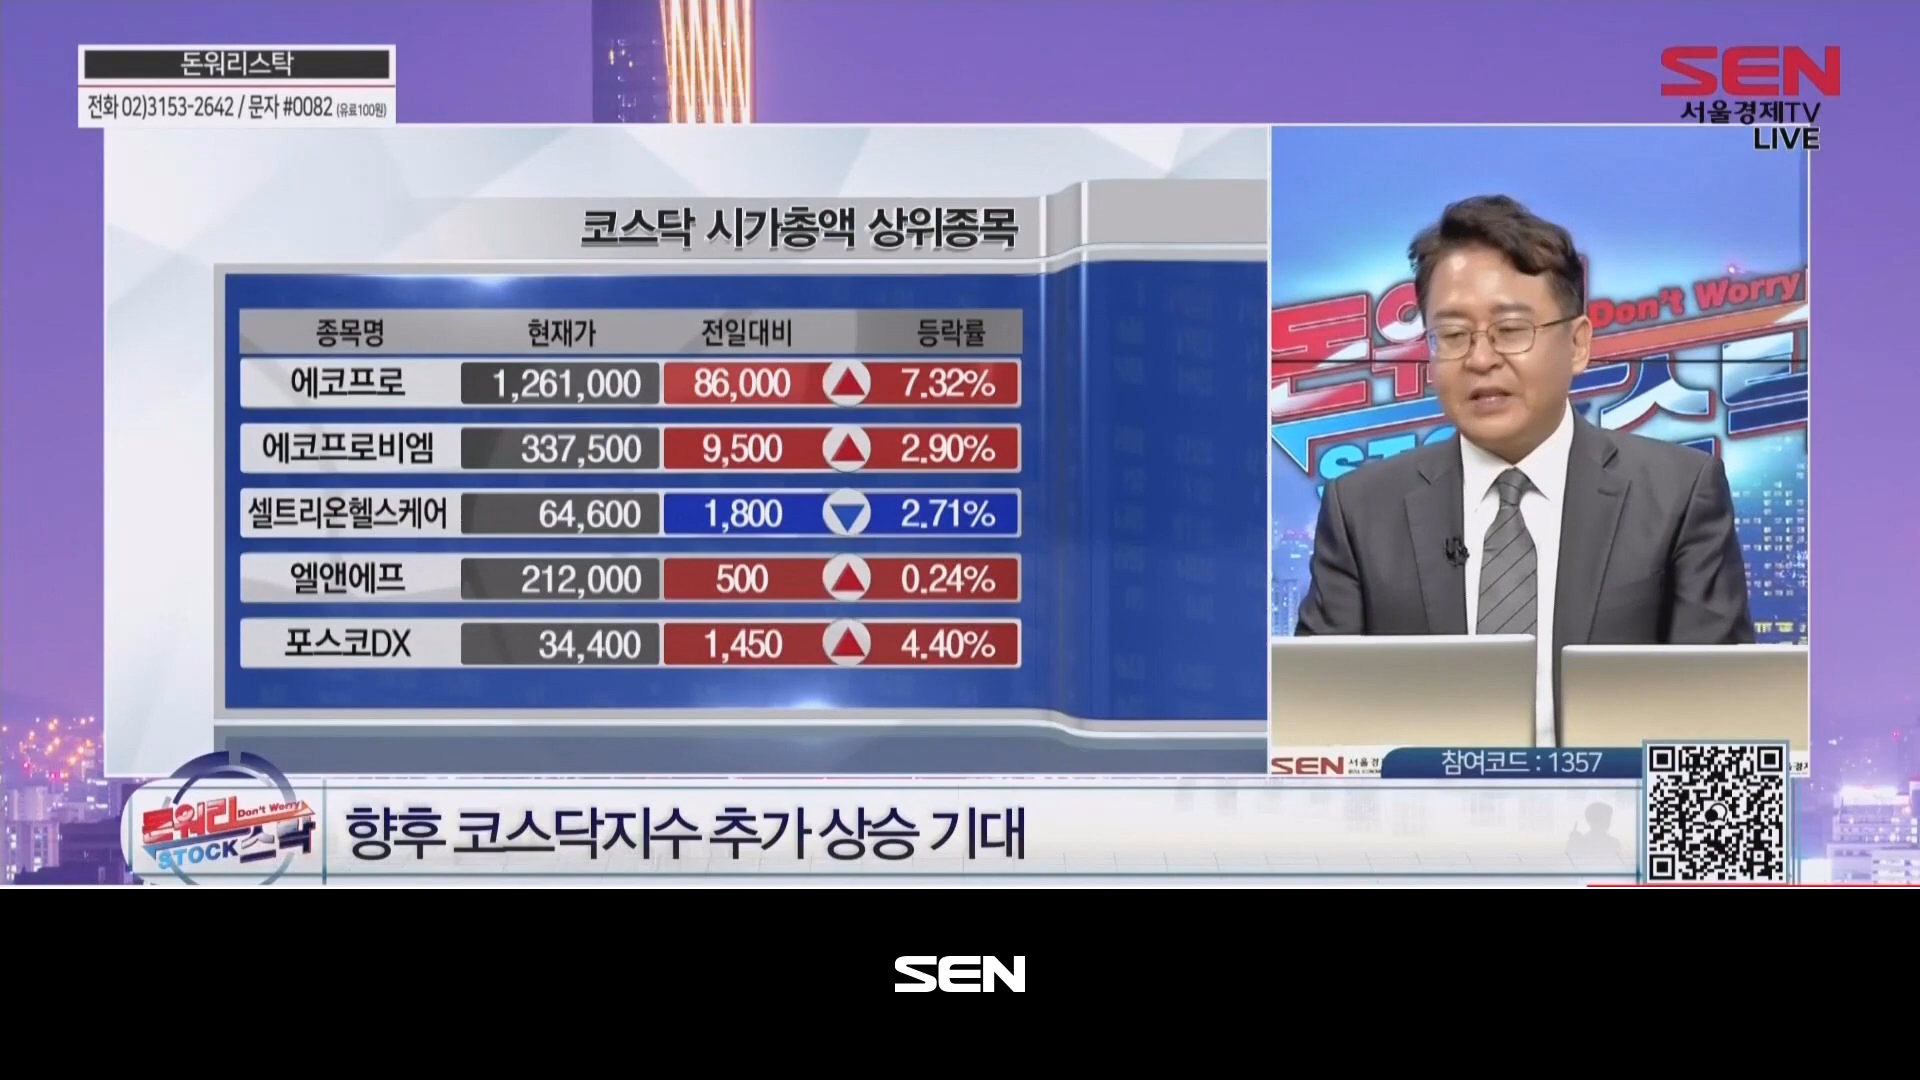 돈워리스탁
전화 02)3153-2642 / 문자 #0082 (유료100원)
SEN
서울경제TV
LIVE
코스닥 시가총액 상위종목
종목명 현재가 전일대비 등락률
에코프로 1,261,000 86,000 ▲ 7.32%
에코프로비엠 337,500 9,500 ▲ 2.90%
셀트리온헬스케어 64,600 1,800 ▼ 2.71%
엘앤에프 212,000 500 ▲ 0.24%
포스코DX 34,400 1,450 ▲ 4.40%
Don't Worry
SEN 서울경
참여코드 : 1357
돈워리 Don't Worry
STOCK 스탁
향후 코스닥지수 추가 상승 기대
SEN